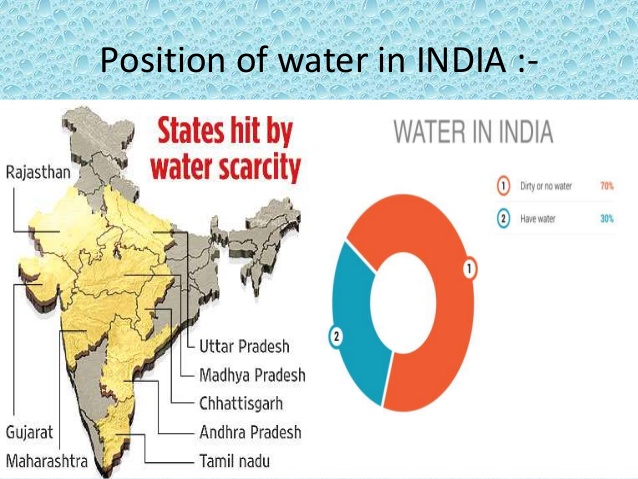 Position of water in INDIA :-
States hit by
water scarcity
Rajasthan
Uttar Pradesh
Madhya Pradesh
Chhattisgarh
Gujarat
Andhra Pradesh
Maharashtra
Tamil nadu
WATER IN INDIA
1 Dirty or no water 70%
2 Have water 30%
1
2